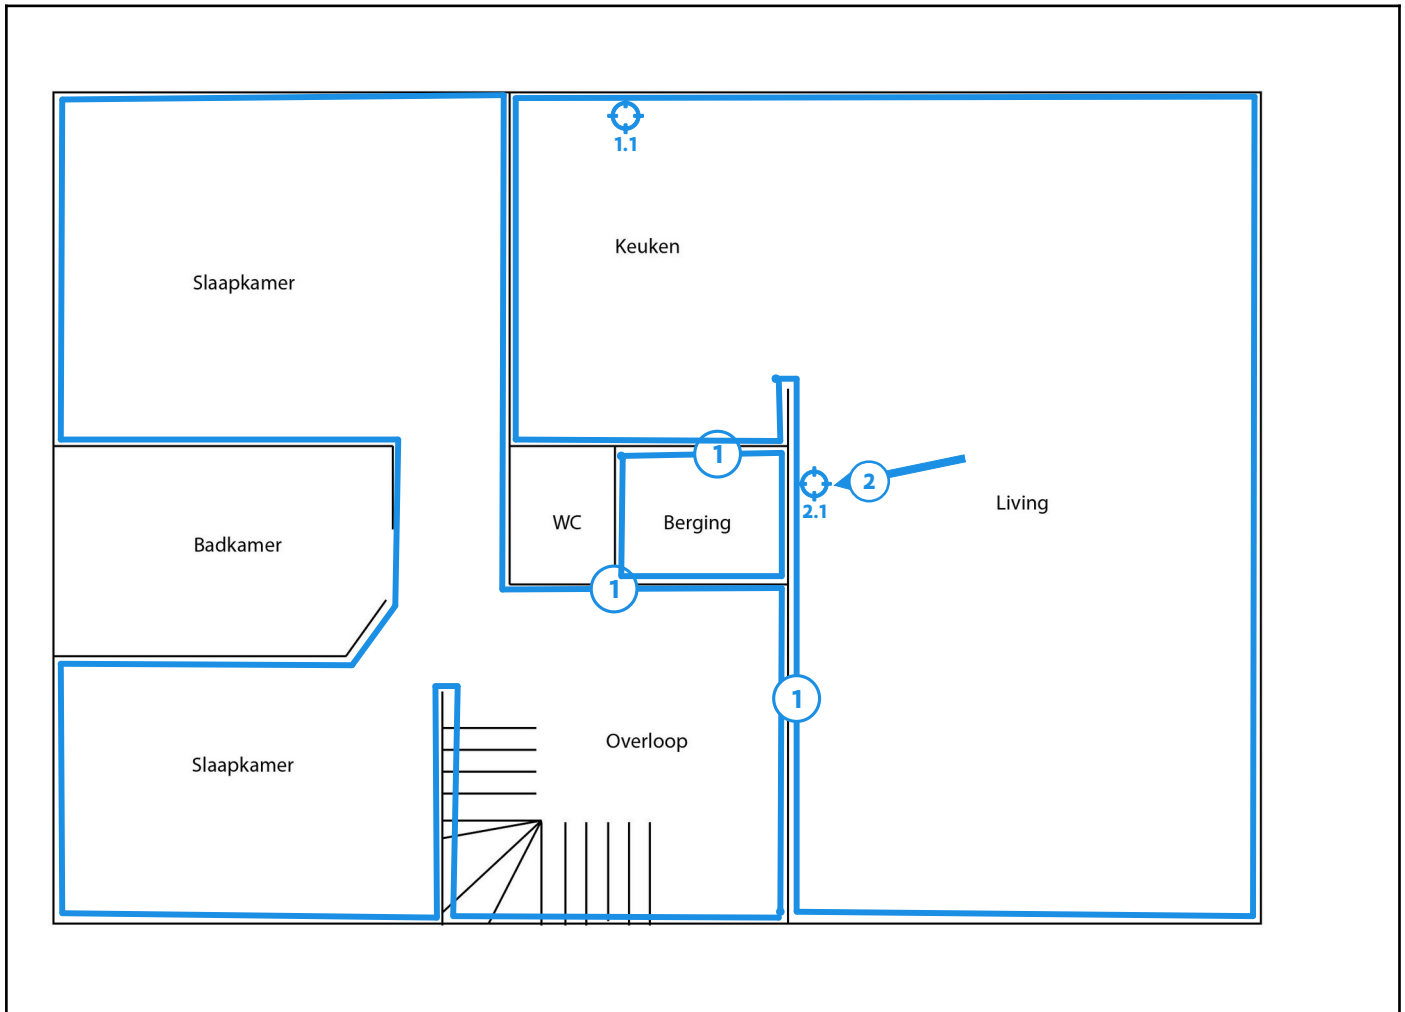 1.1
Keuken
Slaapkamer
1
2
Living
2.1
WC
Berging
Badkamer
1
1
Overloop
Slaapkamer